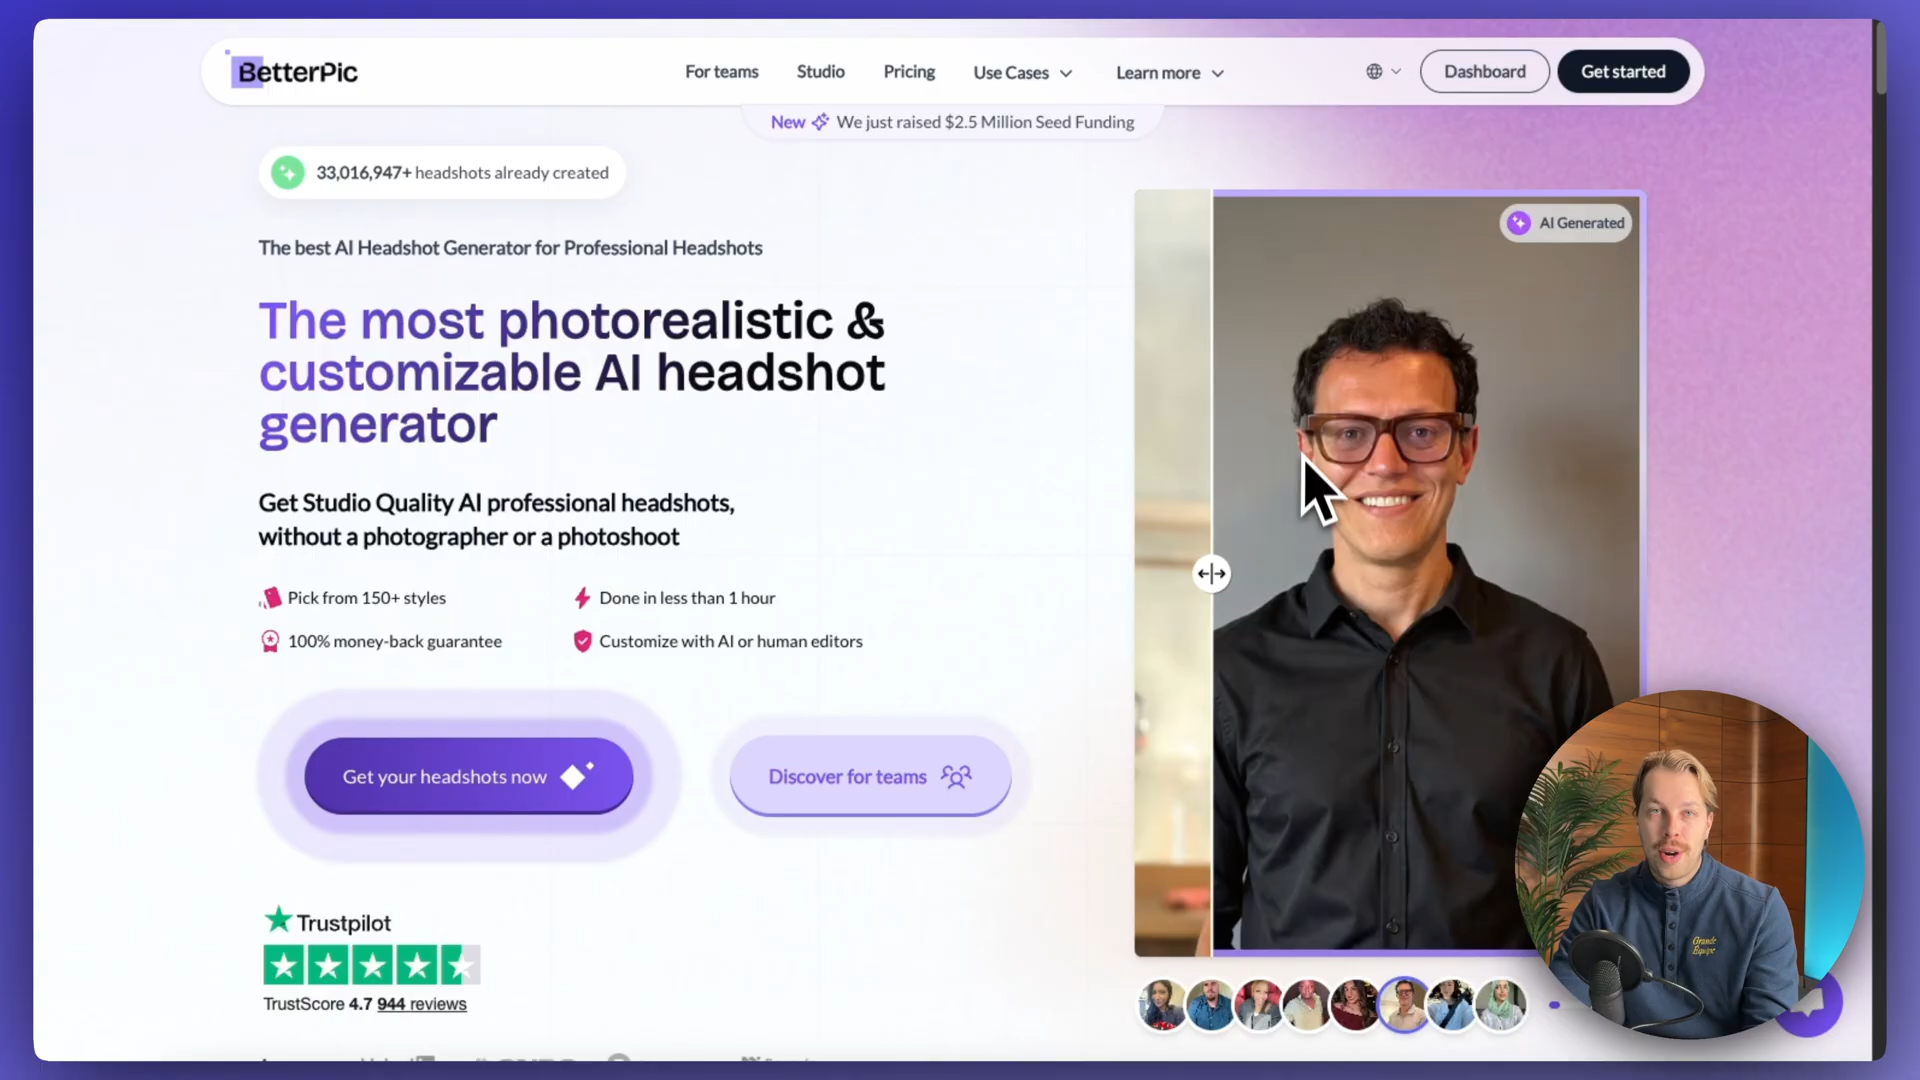 BetterPic
For teams
Studio
Pricing
Use Cases
Learn more
Dashboard
Get started
New We just raised $2.5 Million Seed Funding
33,016,947+ headshots already created
The best AI Headshot Generator for Professional Headshots
The most photorealistic &
customizable AI headshot
generator
Get Studio Quality AI professional headshots,
without a photographer or a photoshoot
Pick from 150+ styles
Done in less than 1 hour
100% money-back guarantee
Customize with AI or human editors
Get your headshots now
Discover for teams
Trustpilot
TrustScore 4.7 944 reviews
AI Generated
Grande
Equipe